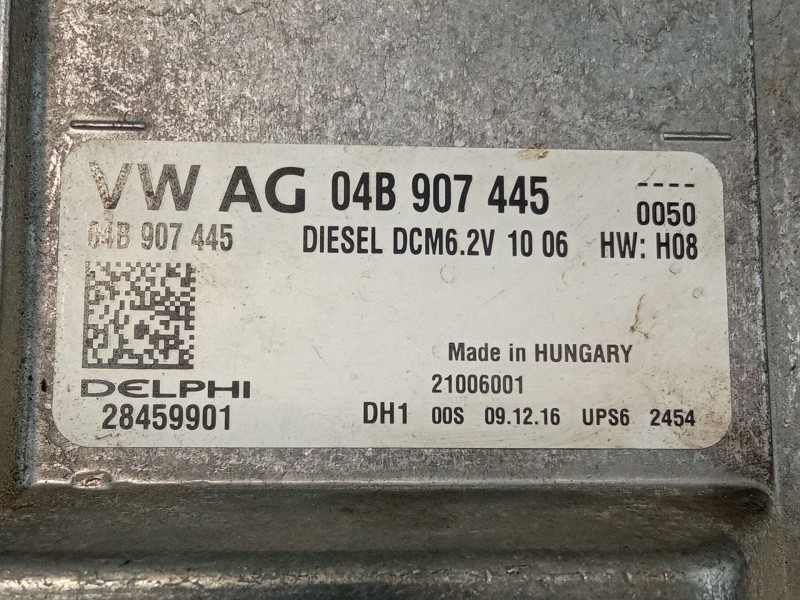 VW AG 04B 907 445 ----
04B 907 445 DIESEL DCM6.2V 10 06 0050
HW: H08
Made in HUNGARY
DELPHI 21006001
28459901 DH1 00S 09.12.16 UPS6 2454